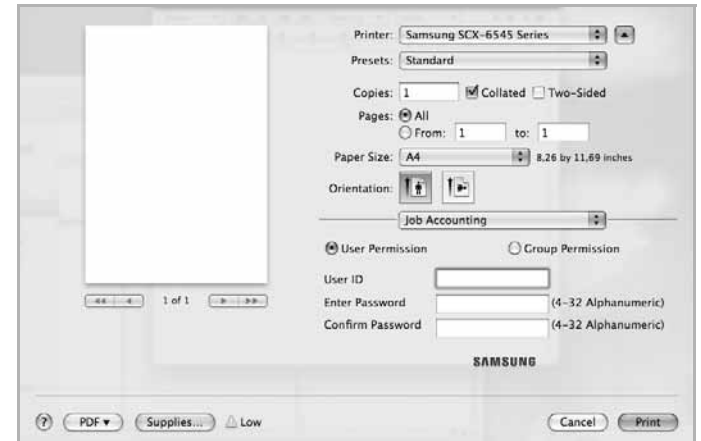 Printer: Samsung SCX-6545 Series
Presets: Standard
Copies: 1 Collated Two-Sided
Pages: All
From: 1 to: 1
Paper Size: A4 8.26 by 11.69 inches
Orientation:
Job Accounting
User Permission Group Permission
User ID
Enter Password (4-32 Alphanumeric)
Confirm Password (4-32 Alphanumeric)
1 of 1
SAMSUNG
? PDF▼ Supplies... Low Cancel Print